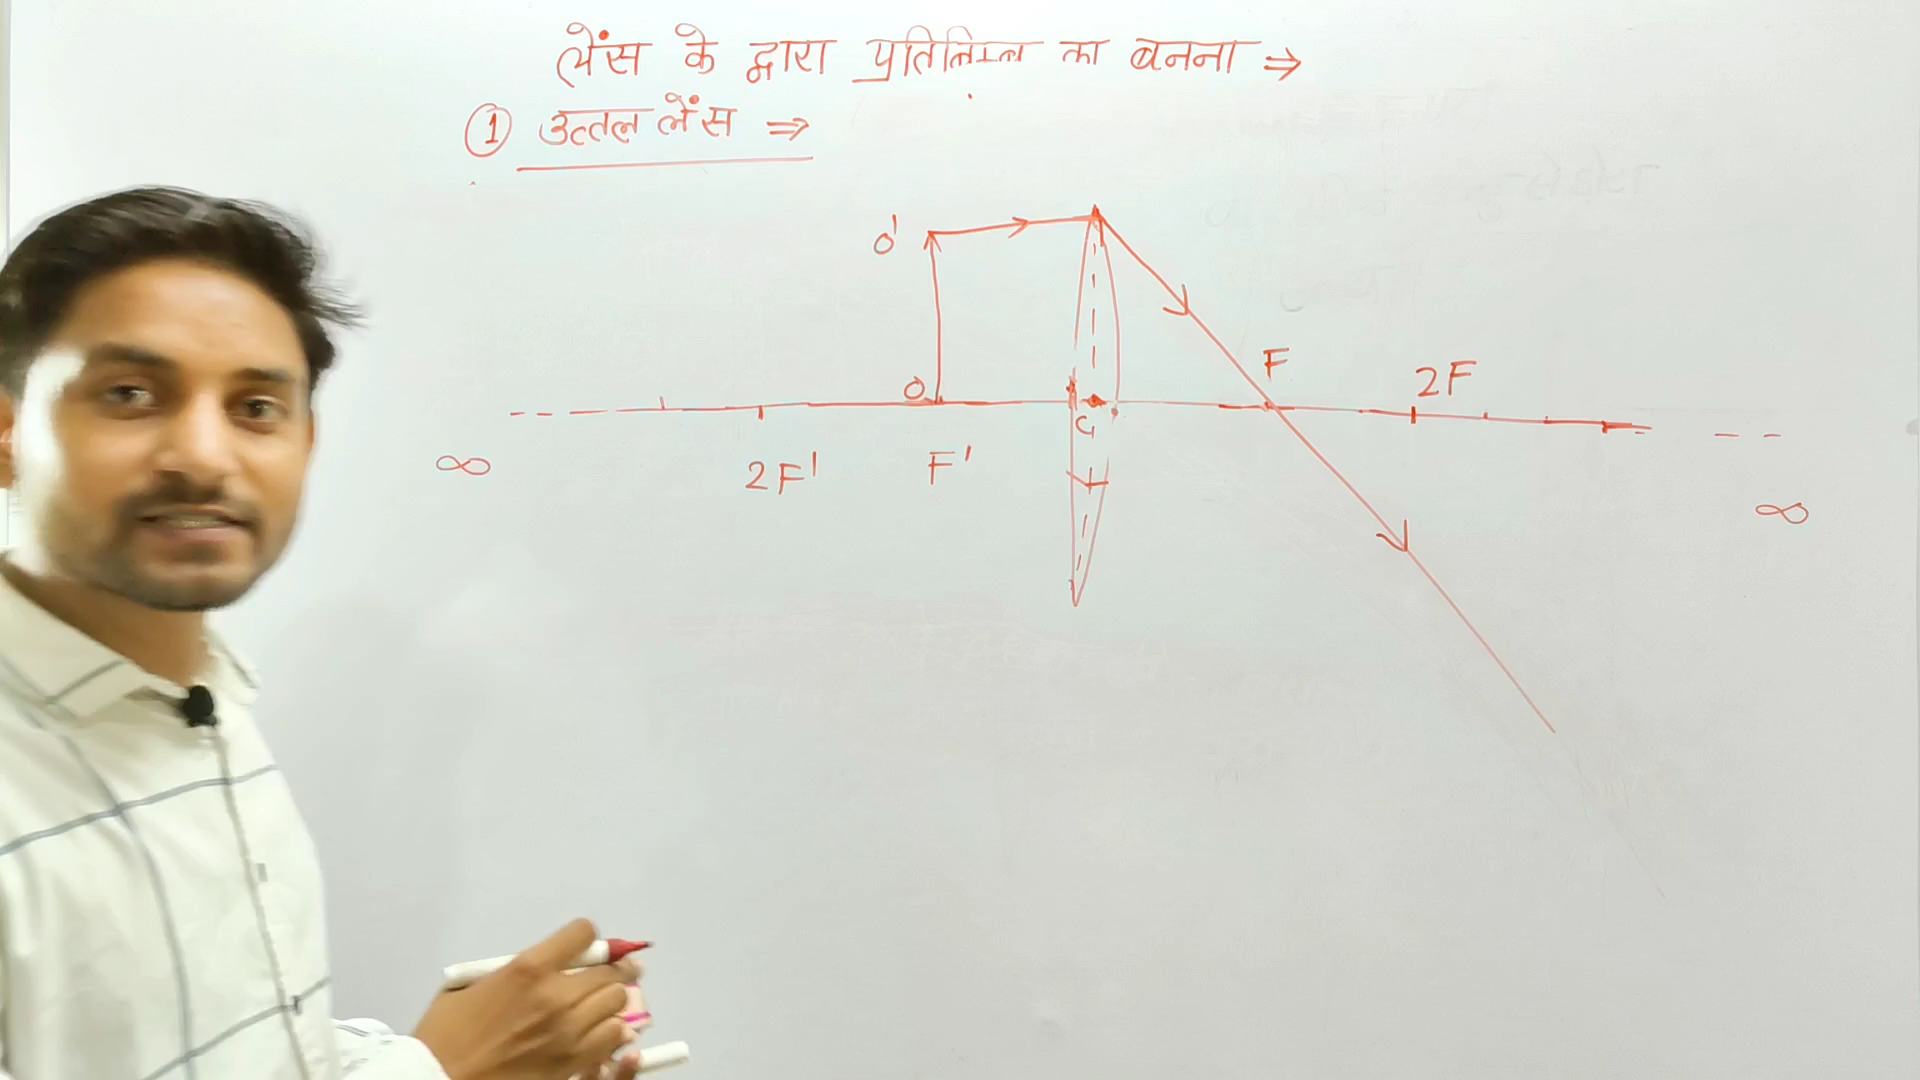 लेंस के द्वारा प्रतिबिम्ब का बनना ⇒
① उत्तल लेंस ⇒
O'
F
2F
O
C
∞
2F'
F'
∞